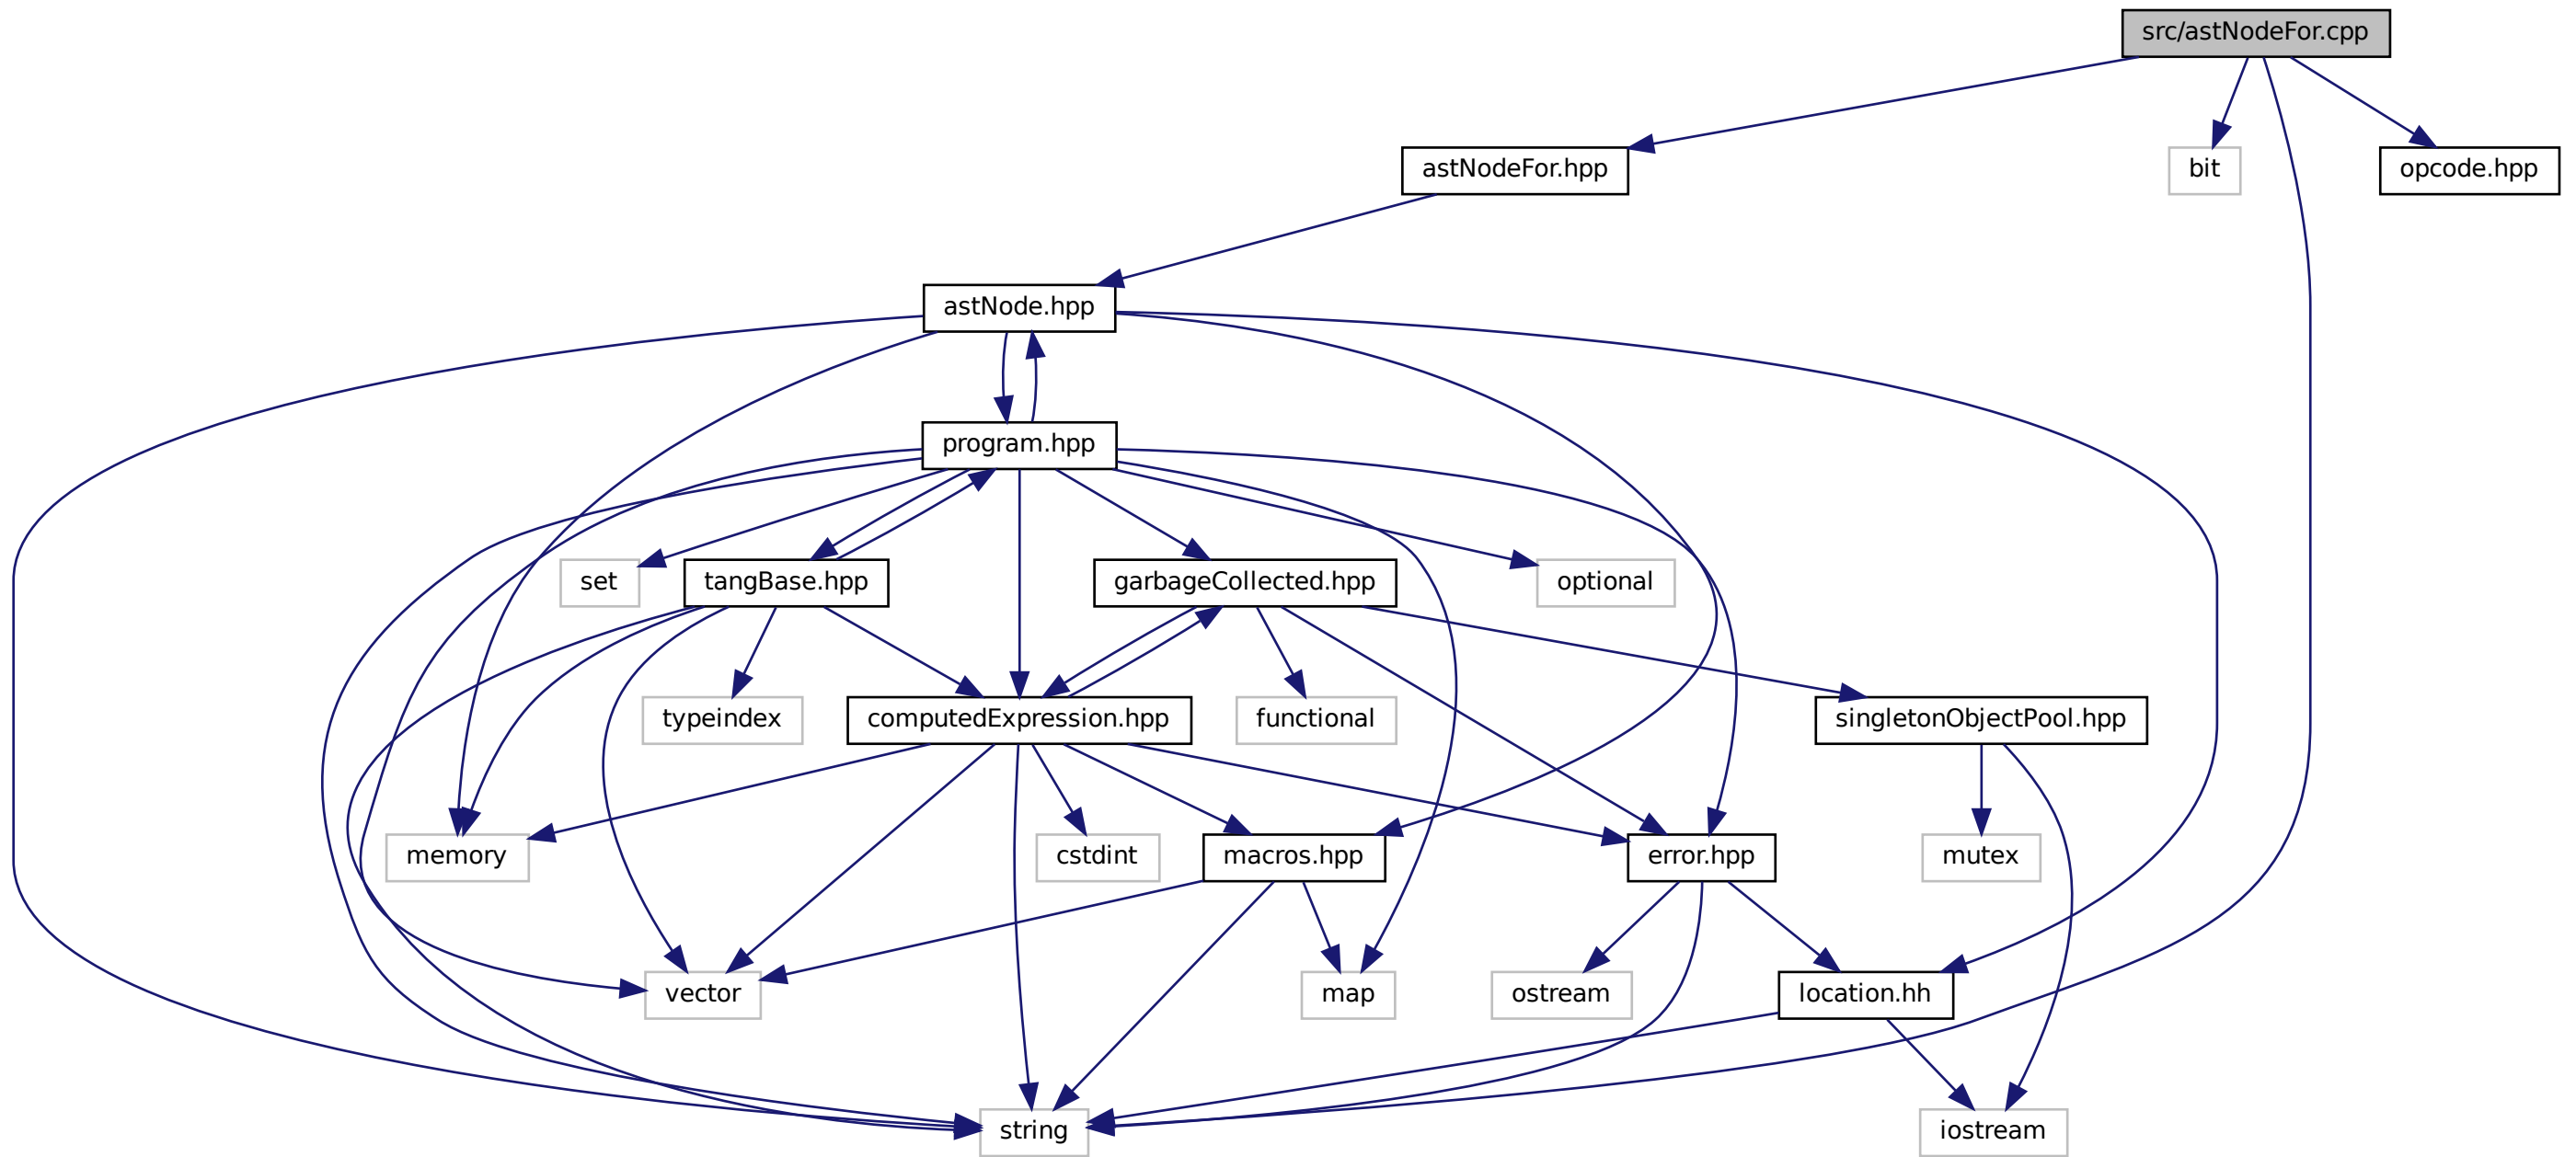 src/astNodeFor.cpp
astNodeFor.hpp
bit
opcode.hpp
astNode.hpp
program.hpp
set
tangBase.hpp
garbageCollected.hpp
optional
typeindex
computedExpression.hpp
functional
singletonObjectPool.hpp
memory
cstdint
macros.hpp
error.hpp
mutex
vector
map
ostream
location.hh
string
iostream